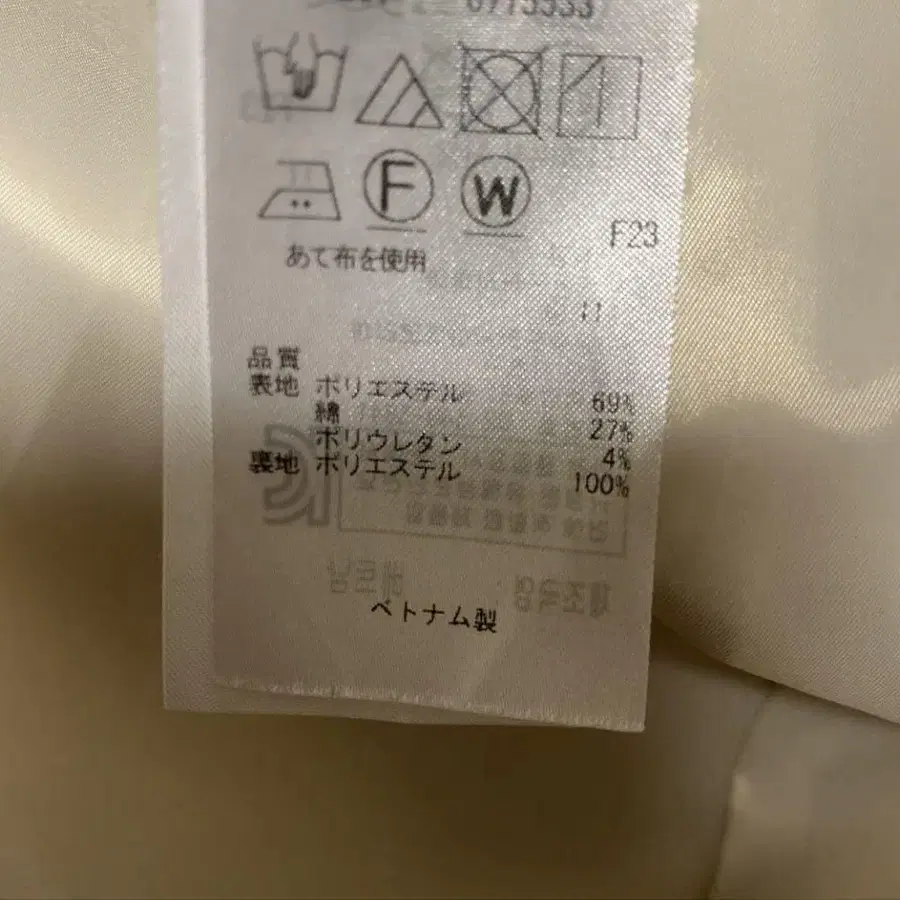 F
W
F23
あて布を使用
11
品質
表地 ポリエステル 69%
綿 27%
ポリウレタン 4%
裏地 ポリエステル 100%
ベトナム製